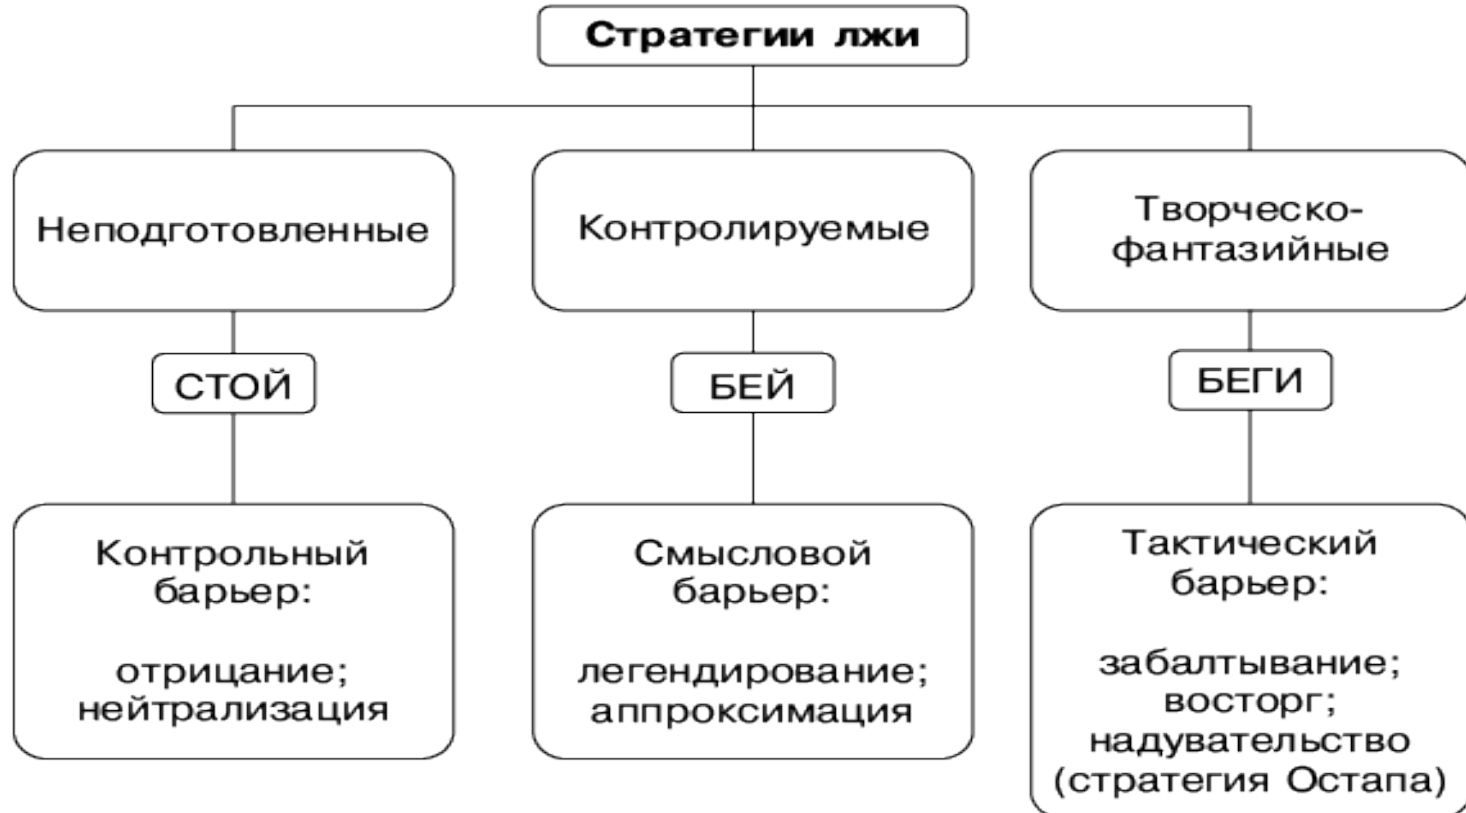 Стратегии лжи
Неподготовленные
Контролируемые
Творческо-
фантазийные
СТОЙ
БЕЙ
БЕГИ
Контрольный
барьер:
отрицание;
нейтрализация
Смысловой
барьер:
легендирование;
аппроксимация
Тактический
барьер:
забалтывание;
восторг;
надувательство
(стратегия Остапа)